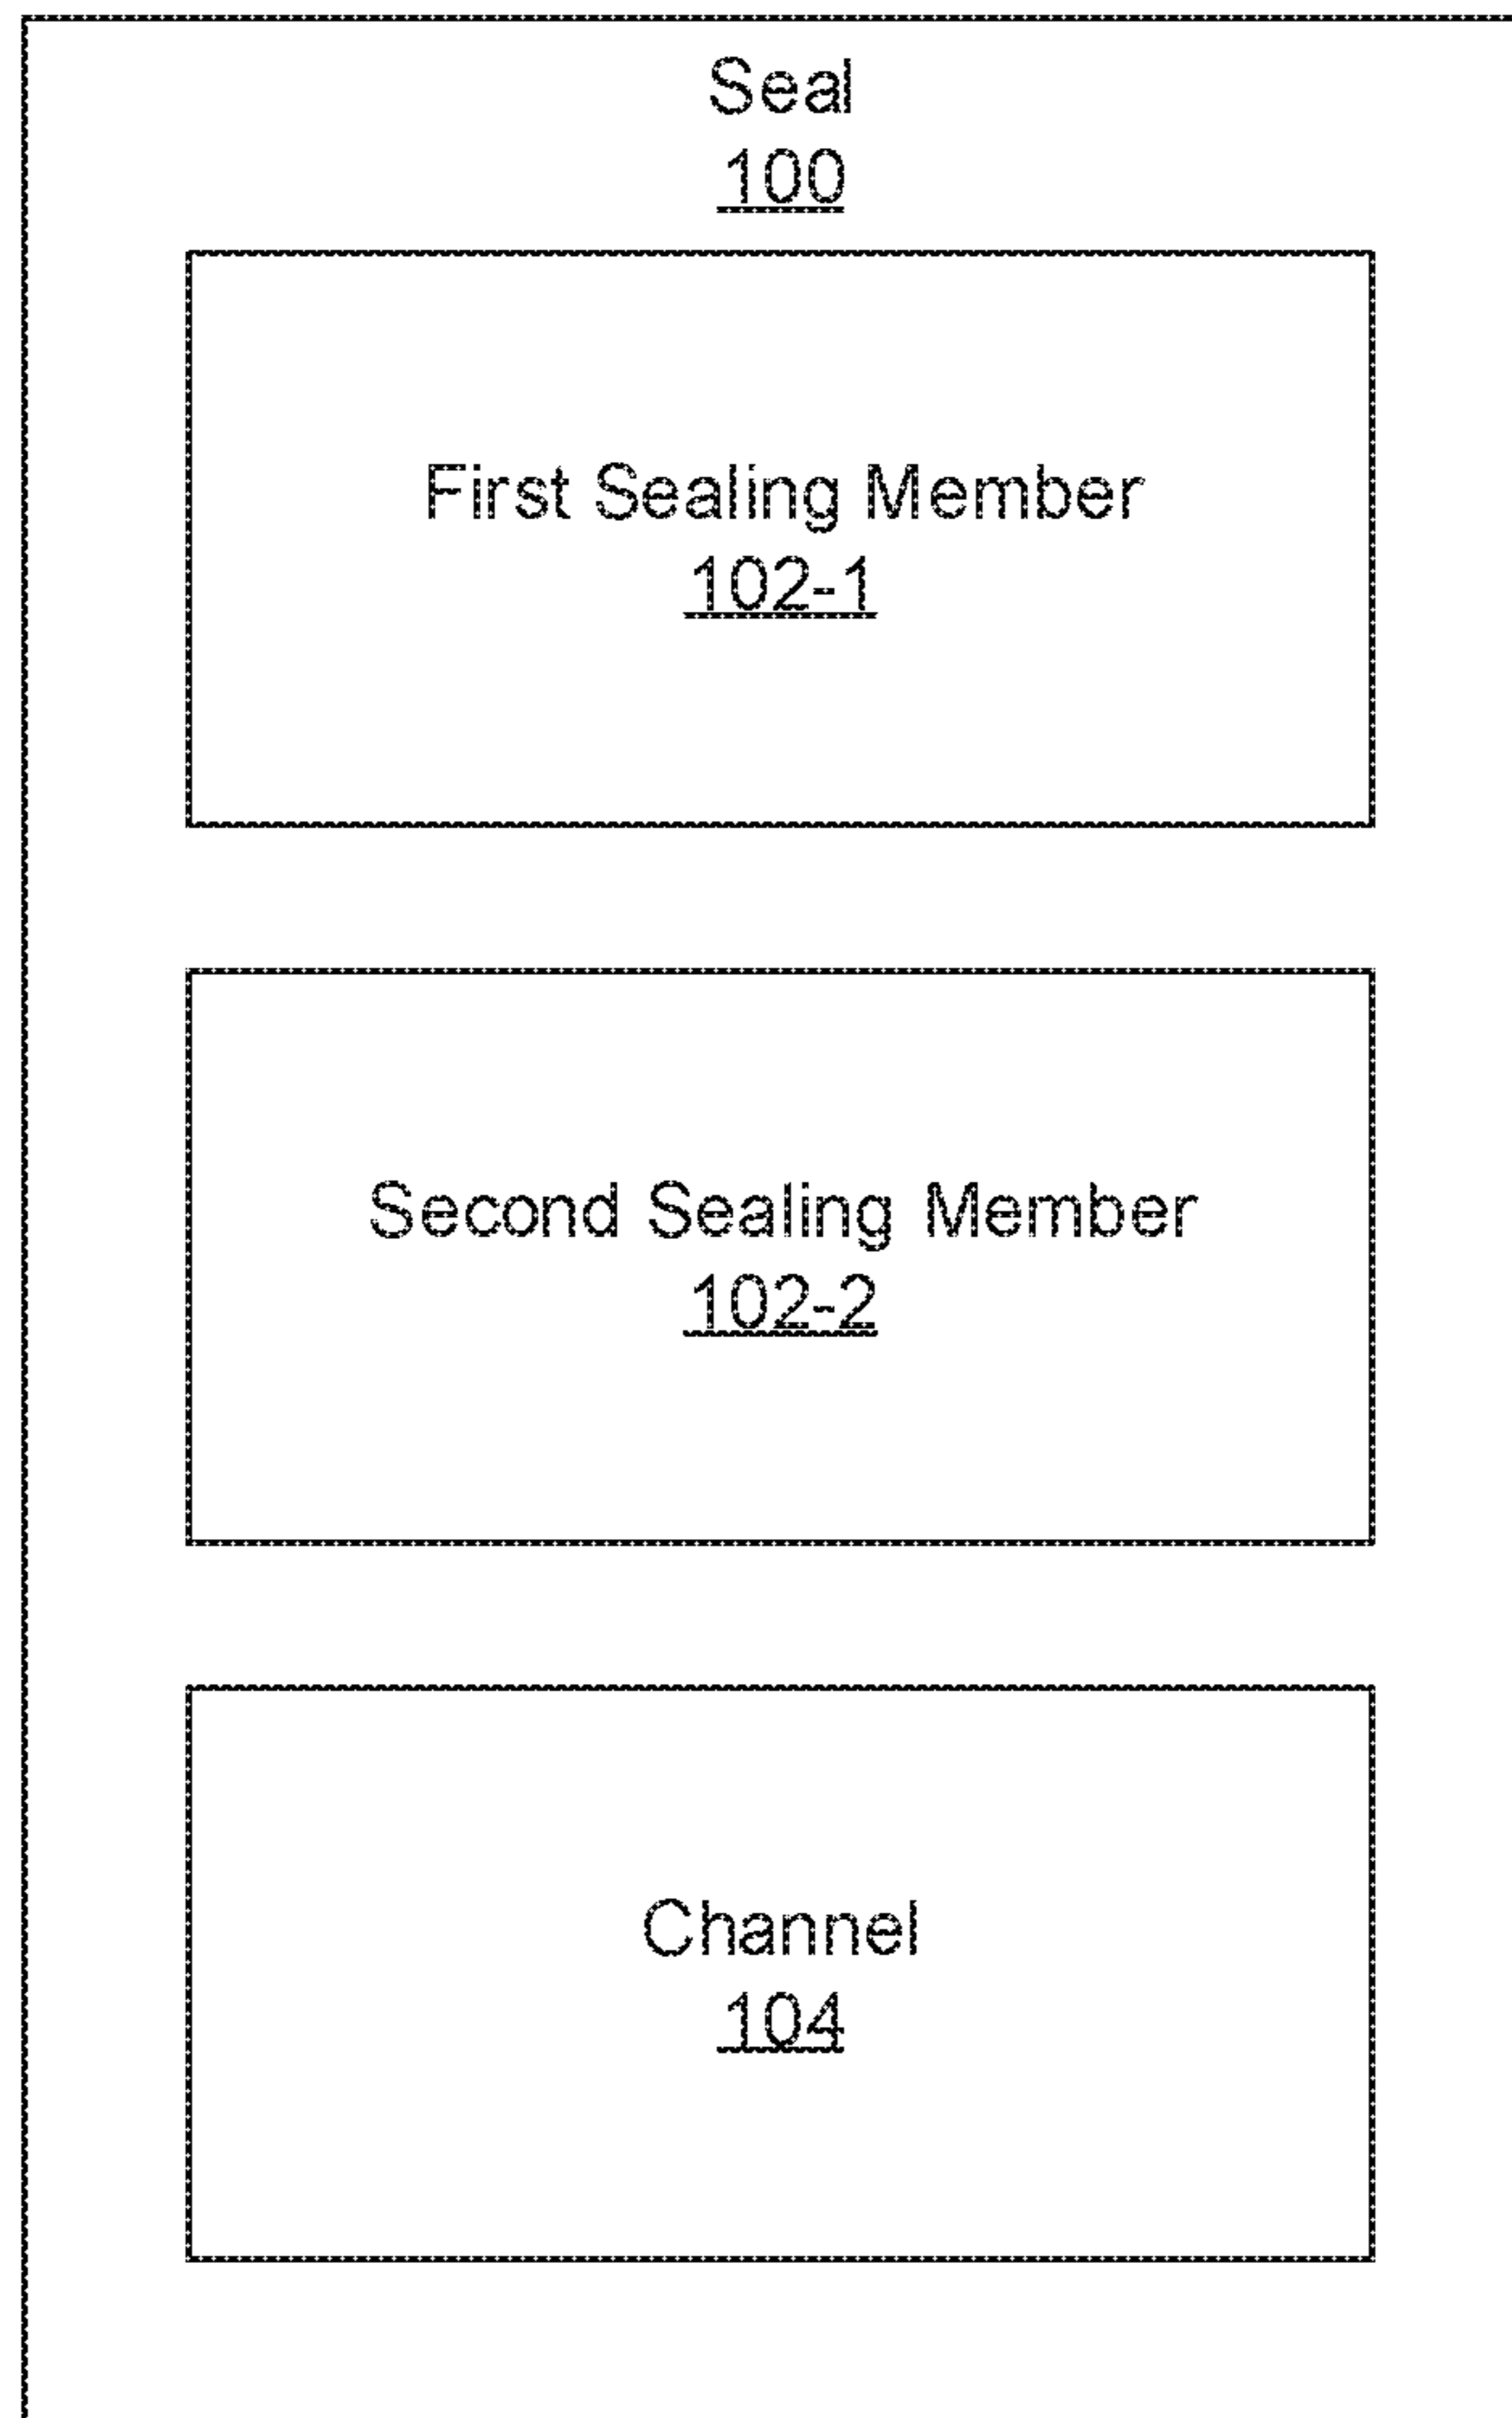 Seal
100
First Sealing Member
102-1
Second Sealing Member
102-2
Channel
104